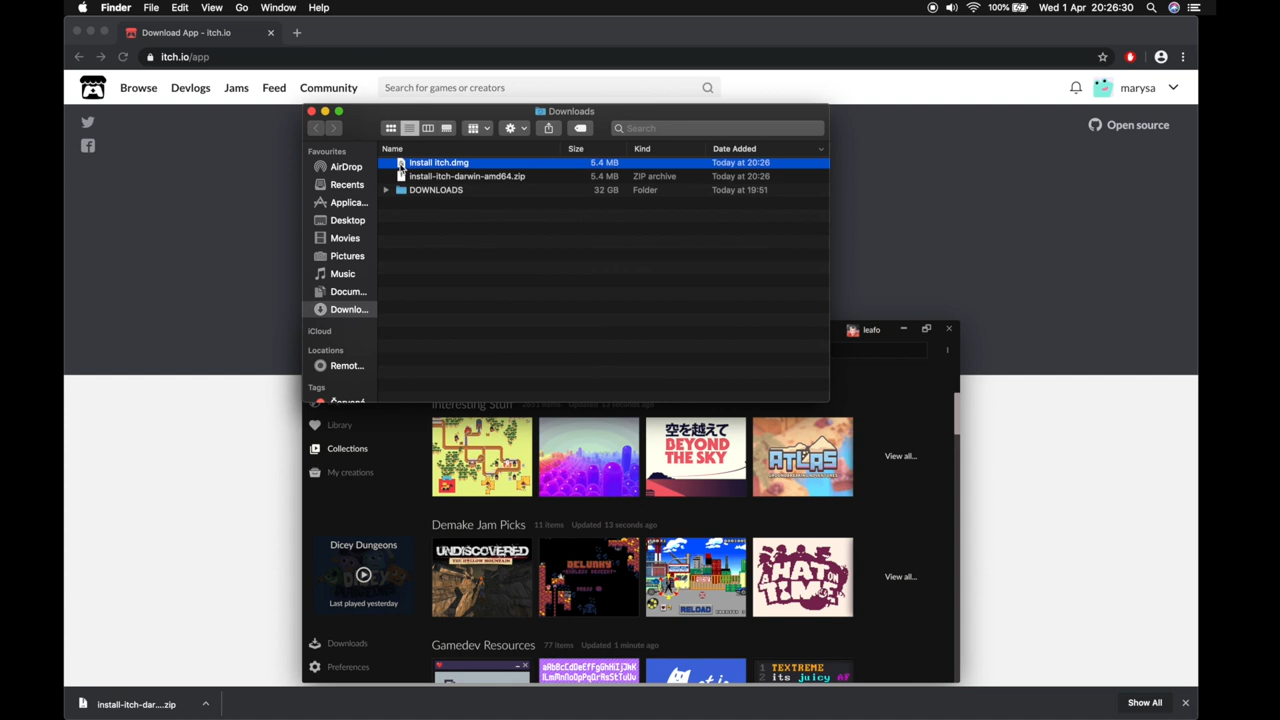 Finder File Edit View Go Window Help 100% Wed 1 Apr 20:26:30
Download App - itch.io
itch.io/app
Browse Devlogs Jams Feed Community Search for games or creators marysa
Open source
Downloads
Search
Favourites
AirDrop
Recents
Applica...
Desktop
Movies
Pictures
Music
Docum...
Downlo...
iCloud
Locations
Remot...
Tags
Červené
Name Size Kind Date Added
Install itch.dmg 5.4 MB Today at 20:26
install-itch-darwin-amd64.zip 5.4 MB ZIP archive Today at 20:26
DOWNLOADS 32 GB Folder Today at 19:51
leafo
Library
Collections
My creations
Dicey Dungeons
Last played yesterday
Downloads
Preferences
Interesting Stuff
空を越えて
BEYOND
THE SKY
ATLAS
View all...
Demake Jam Picks 11 items Updated 13 seconds ago
UNDISCOVERED
DELUNKY
RELOAD
A HAT
ON
TIME
View all...
Gamedev Resources 77 items Updated 1 minute ago
aAbBcCdDeEfFgGhHiIjJkK
lLmMnNoOpPqQrRsStTuU
1 TEXTREME
2 its juicy AF
install-itch-dar....zip
Show All